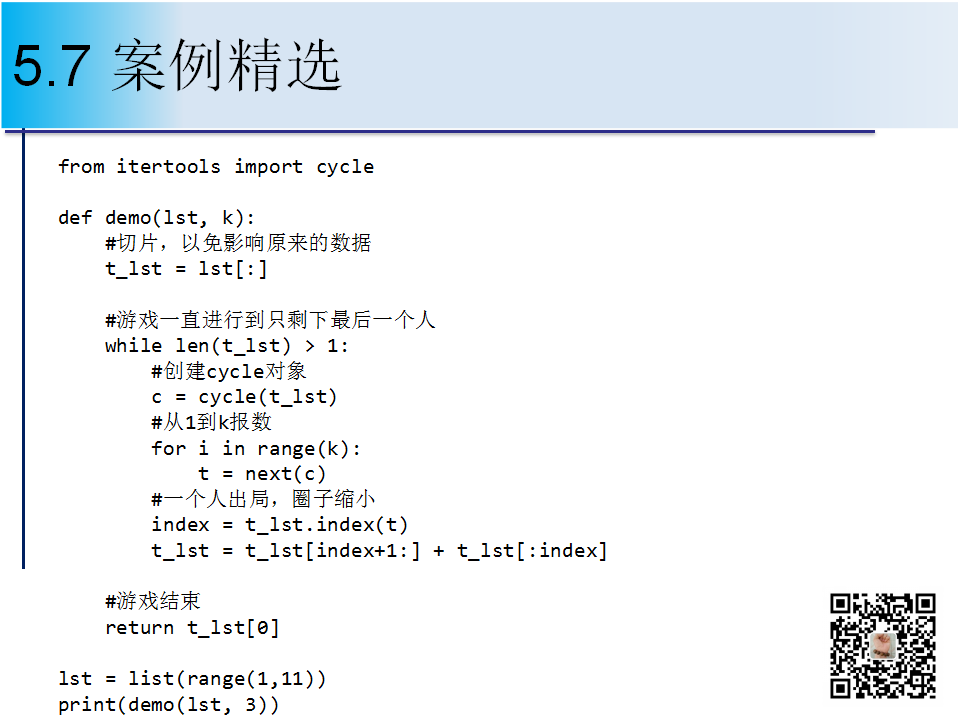 5.7 案例精选
from itertools import cycle
def demo(lst, k):
    #切片，以免影响原来的数据
    t_lst = lst[:]
    #游戏一直进行到只剩下最后一个人
    while len(t_lst) > 1:
        #创建cycle对象
        c = cycle(t_lst)
        #从1到k报数
        for i in range(k):
            t = next(c)
        #一个人出局，圈子缩小
        index = t_lst.index(t)
        t_lst = t_lst[index+1:] + t_lst[:index]
    #游戏结束
    return t_lst[0]
lst = list(range(1,11))
print(demo(lst, 3))